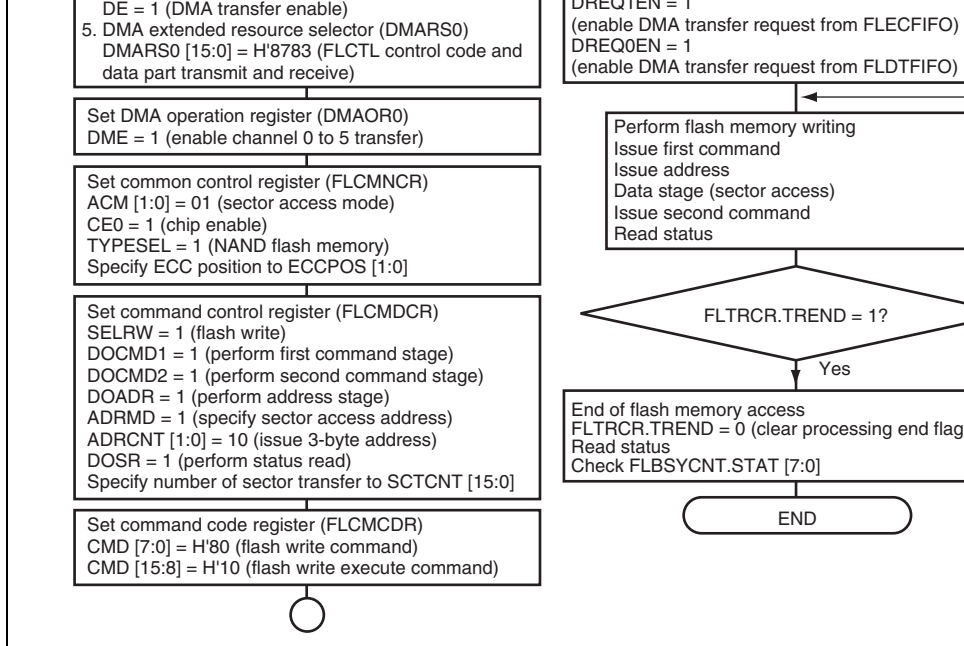 DE = 1 (DMA transfer enable)
5. DMA extended resource selector (DMARS0)
DMARS0 [15:0] = H'8783 (FLCTL control code and
data part transmit and receive)
Set DMA operation register (DMAOR0)
DME = 1 (enable channel 0 to 5 transfer)
Set common control register (FLCMNCR)
ACM [1:0] = 01 (sector access mode)
CE0 = 1 (chip enable)
TYPESEL = 1 (NAND flash memory)
Specify ECC position to ECCPOS [1:0]
Set command control register (FLCMDCR)
SELRW = 1 (flash write)
DOCMD1 = 1 (perform first command stage)
DOCMD2 = 1 (perform second command stage)
DOADR = 1 (perform address stage)
ADRMD = 1 (specify sector access address)
ADRCNT [1:0] = 10 (issue 3-byte address)
DOSR = 1 (perform status read)
Specify number of sector transfer to SCTCNT [15:0]
Set command code register (FLCMCDR)
CMD [7:0] = H'80 (flash write command)
CMD [15:8] = H'10 (flash write execute command)
DREQ1EN = 1
(enable DMA transfer request from FLECFIFO)
DREQ0EN = 1
(enable DMA transfer request from FLDTFIFO)
Perform flash memory writing
Issue first command
Issue address
Data stage (sector access)
Issue second command
Read status
FLTRCR.TREND = 1?
Yes
End of flash memory access
FLTRCR.TREND = 0 (clear processing end flag
Read status
Check FLBSYCNT.STAT [7:0]
END